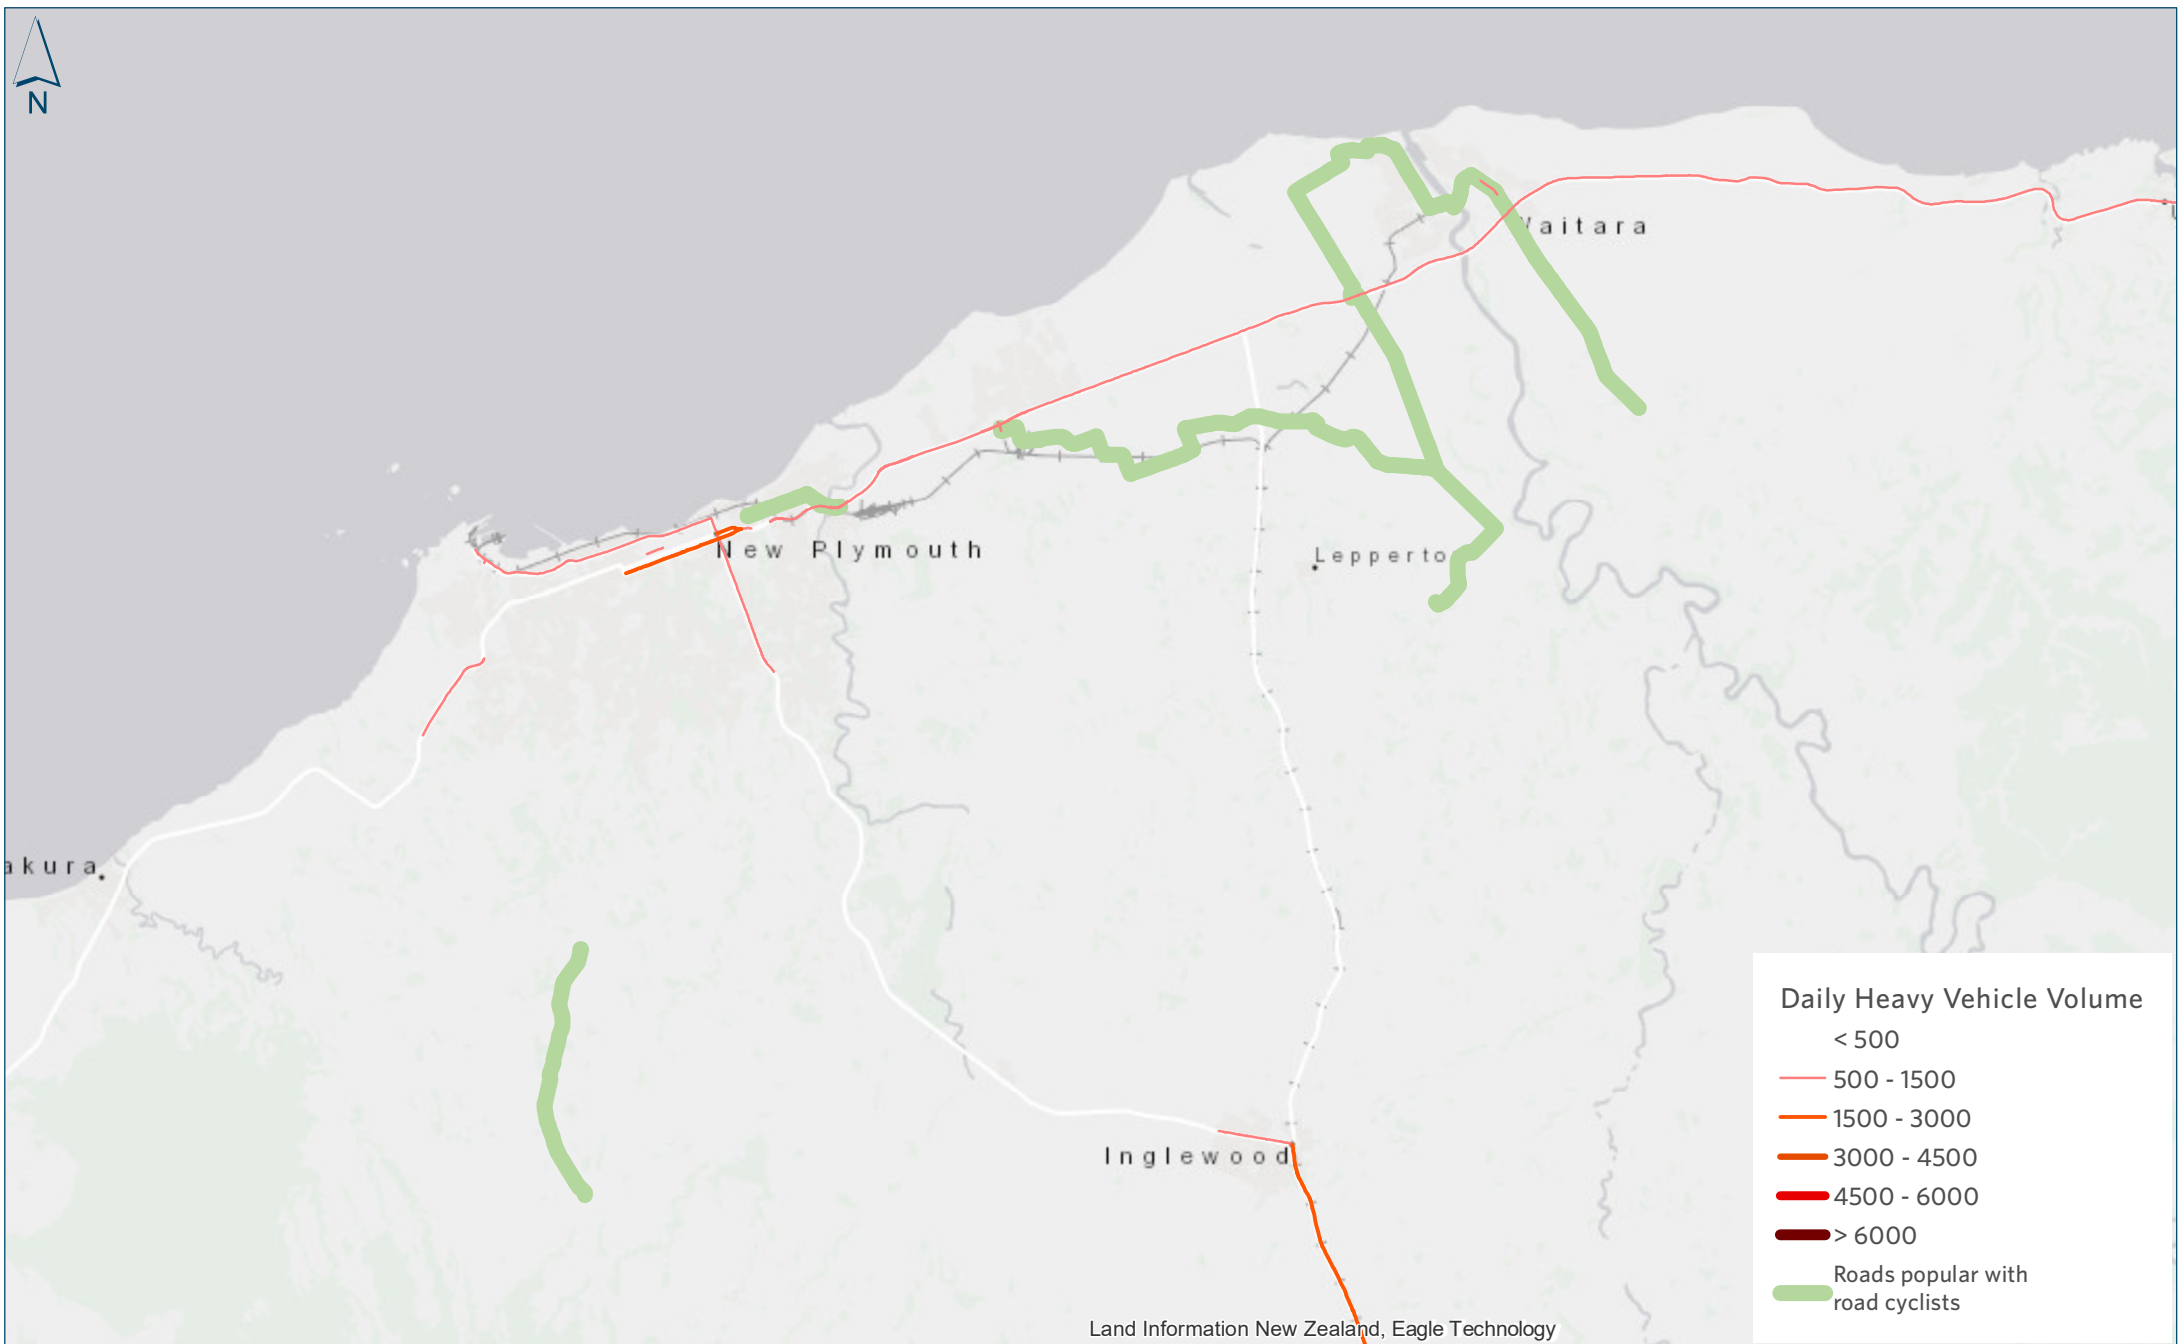 N
Waitara
New Plymouth
Lepperto
akura
Inglewood
Daily Heavy Vehicle Volume
< 500
500 - 1500
1500 - 3000
3000 - 4500
4500 - 6000
> 6000
Roads popular with
road cyclists
Land Information New Zealand, Eagle Technology